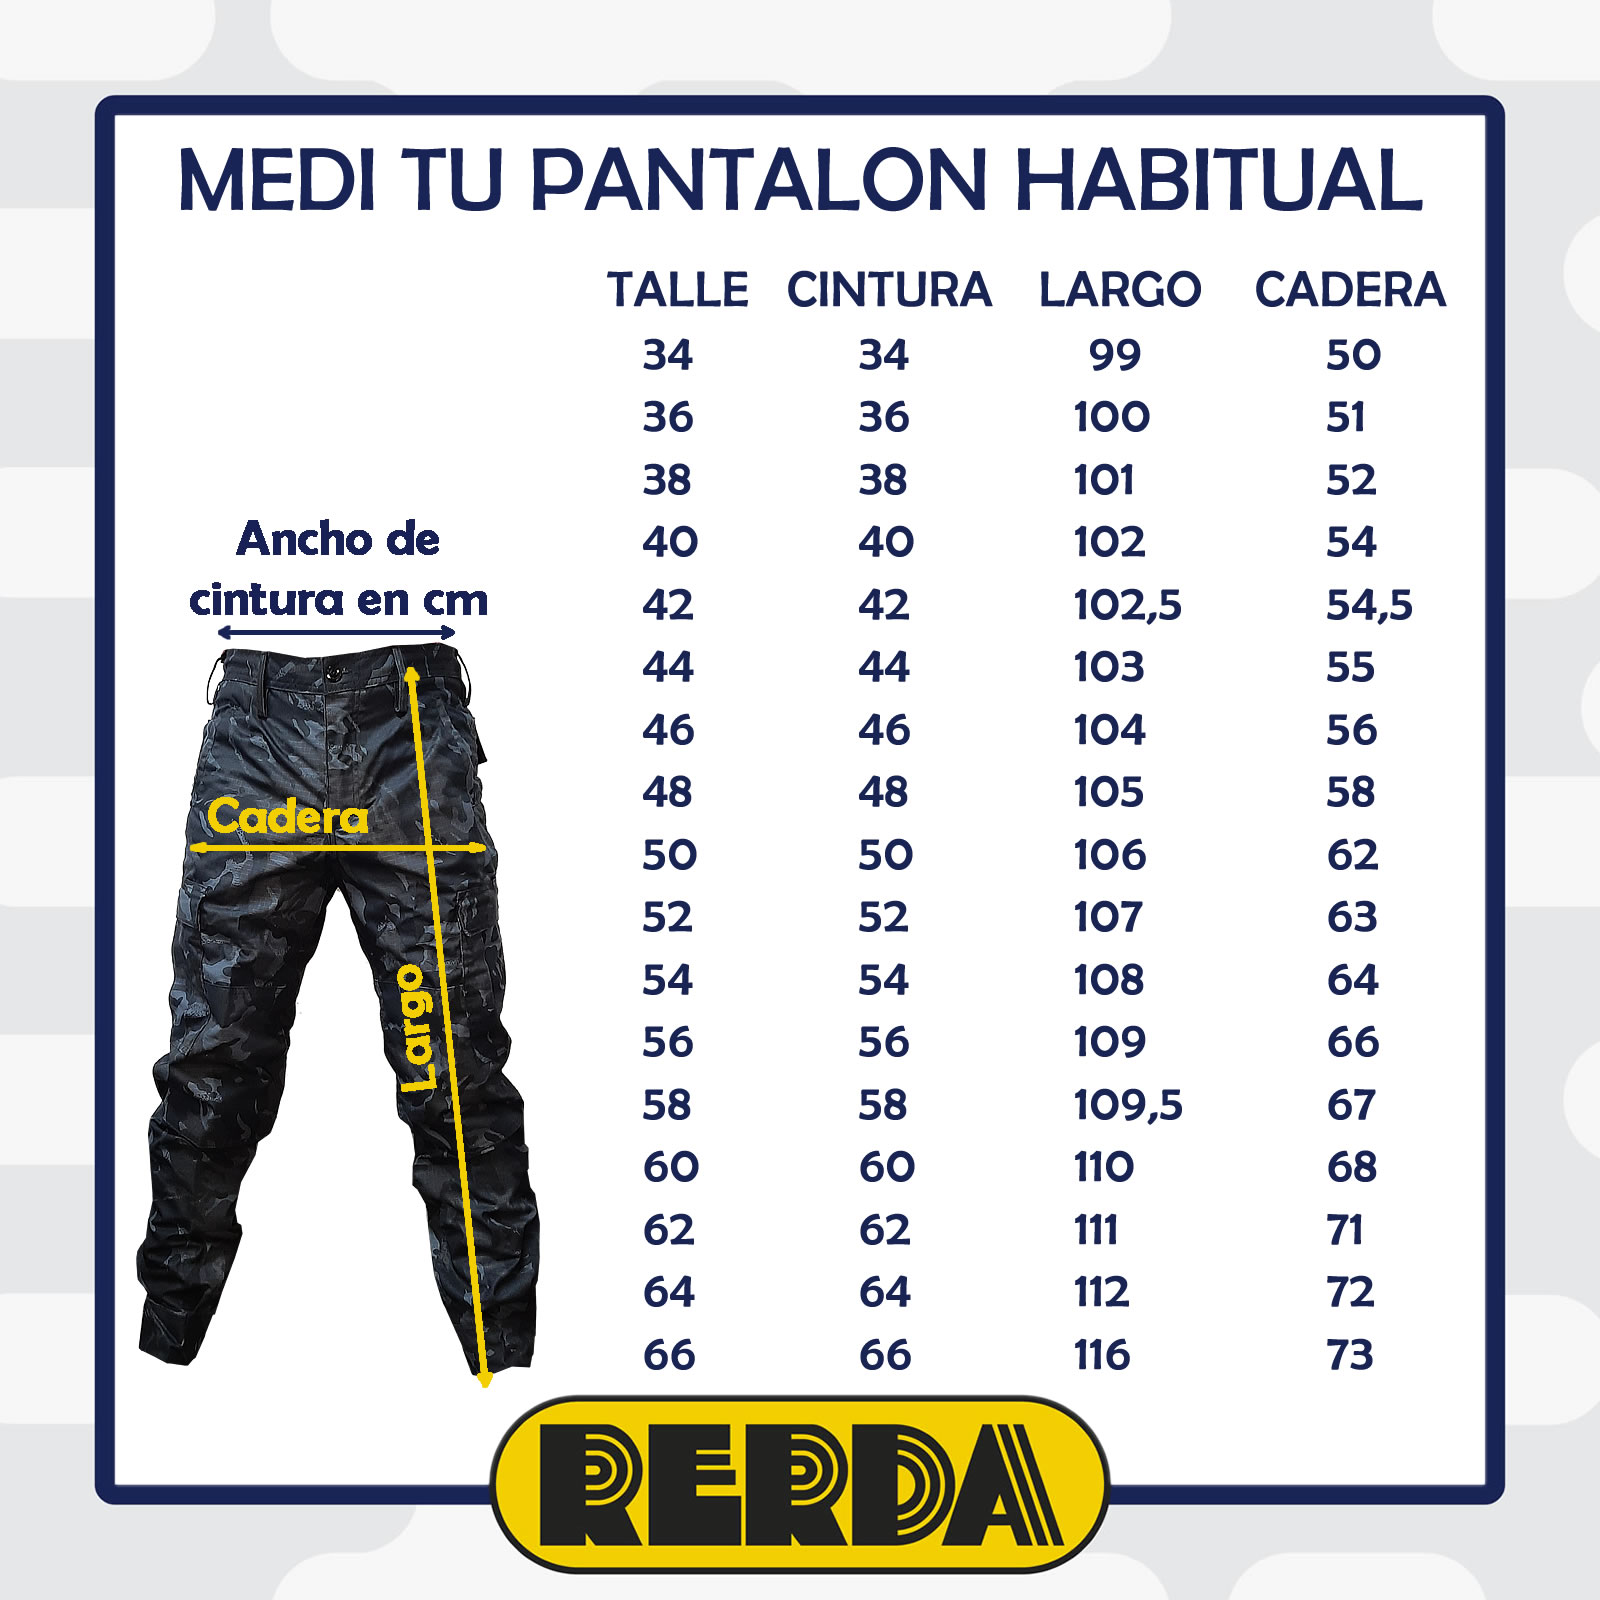 MEDI TU PANTALON HABITUAL
TALLE CINTURA LARGO CADERA
34 34 99 50
36 36 100 51
38 38 101 52
40 40 102 54
42 42 102,5 54,5
44 44 103 55
46 46 104 56
48 48 105 58
50 50 106 62
52 52 107 63
54 54 108 64
56 56 109 66
58 58 109,5 67
60 60 110 68
62 62 111 71
64 64 112 72
66 66 116 73
Ancho de
cintura en cm
Cadera
Largo
RERDA